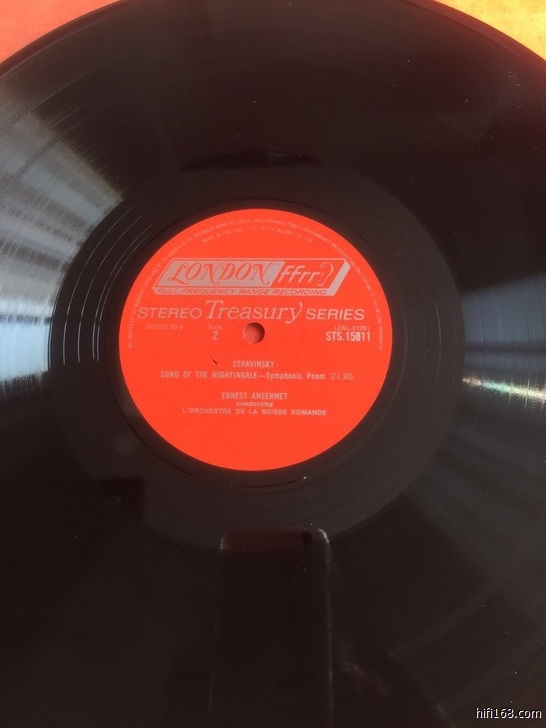 LONDON ffrr
FULL FREQUENCY RANGE RECORDING
STEREO Treasury SERIES
SPEED 33⅓
Side
2
(ZAL-3129)
STS.15011
STRAVINSKY:
SONG OF THE NIGHTINGALE—Symphonic Poem (21.30)
ERNEST ANSERMET
conducting
L'ORCHESTRE DE LA SUISSE ROMANDE
hifi168.com